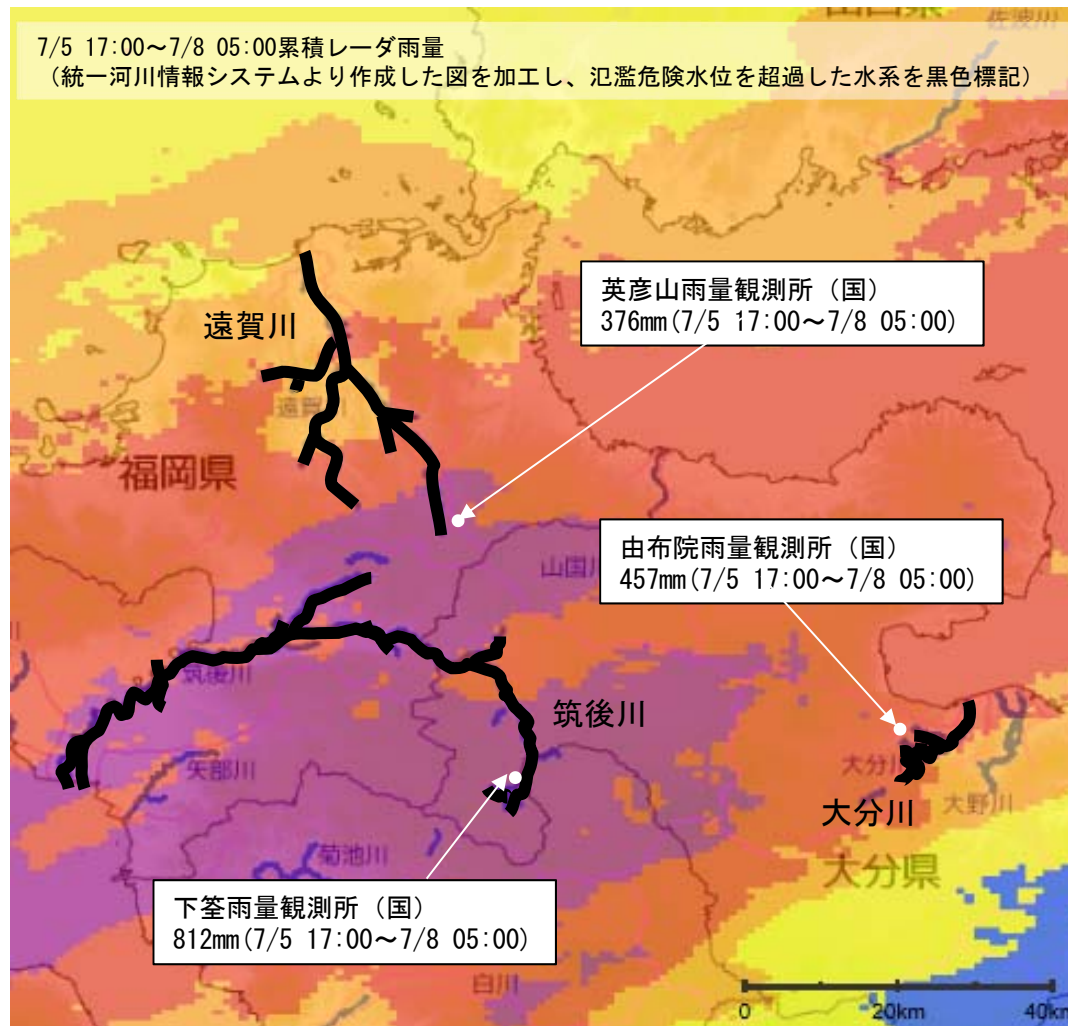 7/5 17:00～7/8 05:00累積レーダ雨量
（統一河川情報システムより作成した図を加工し、氾濫危険水位を超過した水系を黒色標記）
佐波川
英彦山雨量観測所（国）
376mm(7/5 17:00～7/8 05:00)
遠賀川
遠賀川
福岡県
由布院雨量観測所（国）
457mm(7/5 17:00～7/8 05:00)
山国川
筑後川
筑後川
矢部川
大分川
大野川
大分川
菊池川
大分県
下筌雨量観測所（国）
812mm(7/5 17:00～7/8 05:00)
白川
0 20km 40km